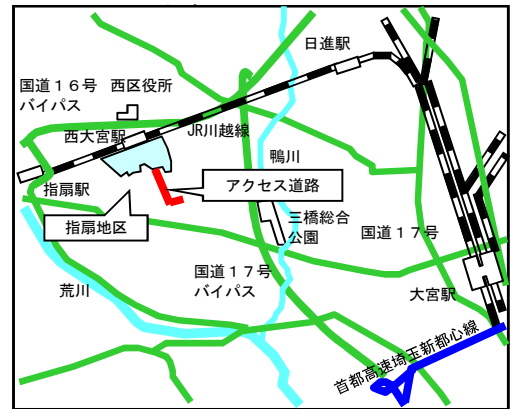 日進駅
国道16号
バイパス
西区役所
西大宮駅
JR川越線
鴨川
指扇駅
アクセス道路
指扇地区
三橋総合
公園
国道17号
国道17号
バイパス
荒川
大宮駅
首都高速埼玉新都心線